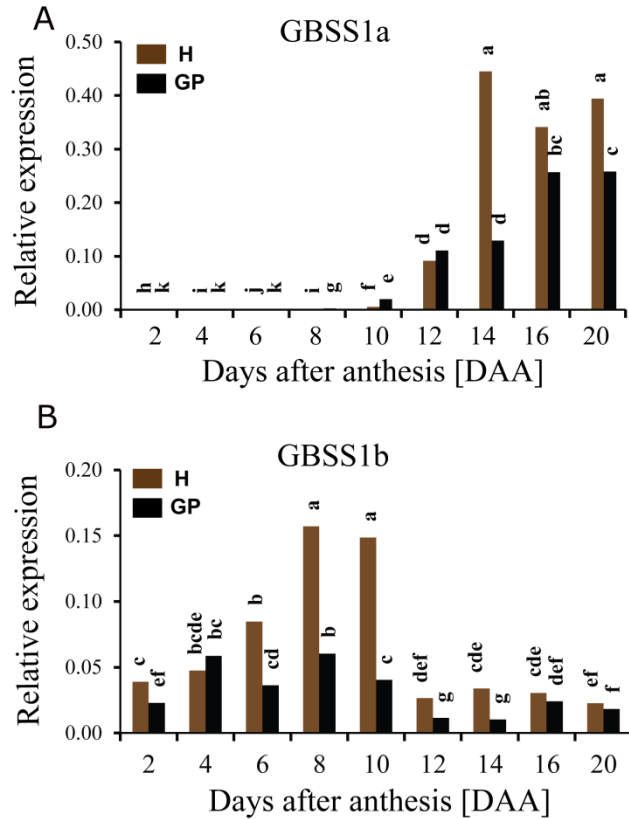 A
GBSS1a
H
GP
Relative expression
0.50
0.40
0.30
0.20
0.10
0.00
h k i k j k i g f e d d a d ab bc a c
2 4 6 8 10 12 14 16 20
Days after anthesis [DAA]
B
GBSS1b
H
GP
Relative expression
0.20
0.15
0.10
0.05
0.00
c ef bcde bc b cd a b a c def g cde g cde def ef f
2 4 6 8 10 12 14 16 20
Days after anthesis [DAA]